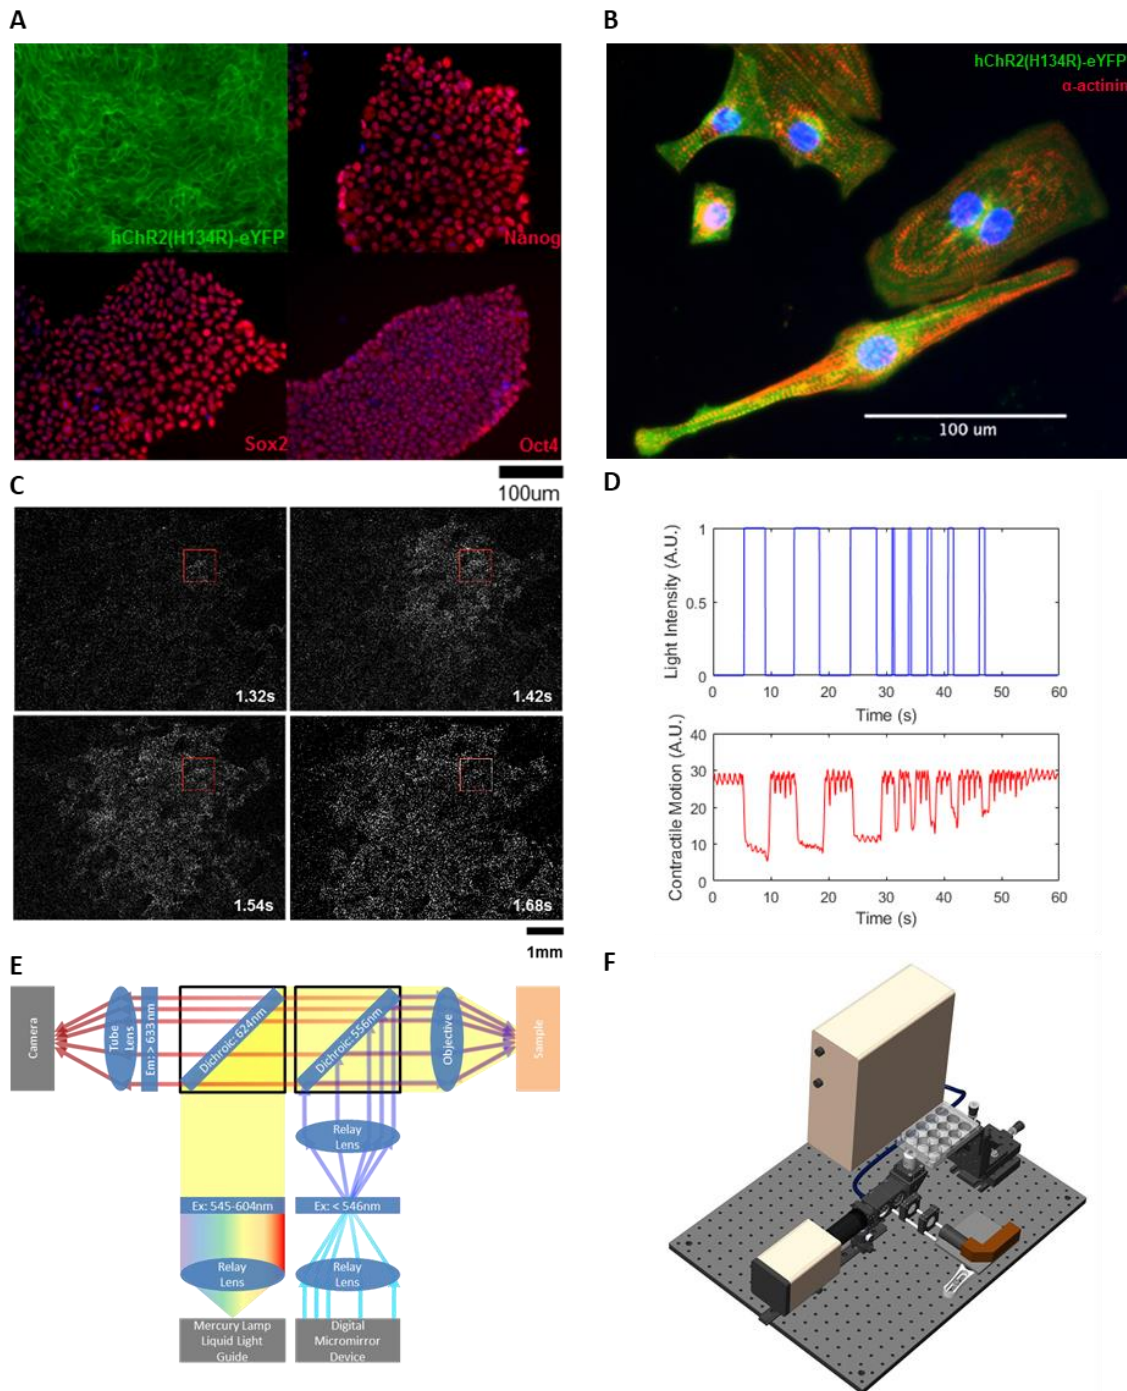 A
hChR2(H134R)-eYFP
Nanog
Sox2
Oct4
100um
B
hChR2(H134R)-eYFP
α-actinin
100 um
C
1.32s
1.42s
1.54s
1.68s
1mm
D
Light Intensity (A.U.)
1
0.5
0
0 10 20 30 40 50 60
Time (s)
Contractile Motion (A.U.)
40
30
20
10
0
0 10 20 30 40 50 60
Time (s)
E
Camera
Tube
Lens
Em: > 633 nm
Dichroic: 624nm
Dichroic: 556nm
Objective
Sample
Relay
Lens
Ex: 545-604nm
Ex: < 546nm
Relay
Lens
Relay
Lens
Mercury Lamp
Liquid Light
Guide
Digital
Micromirror
Device
F